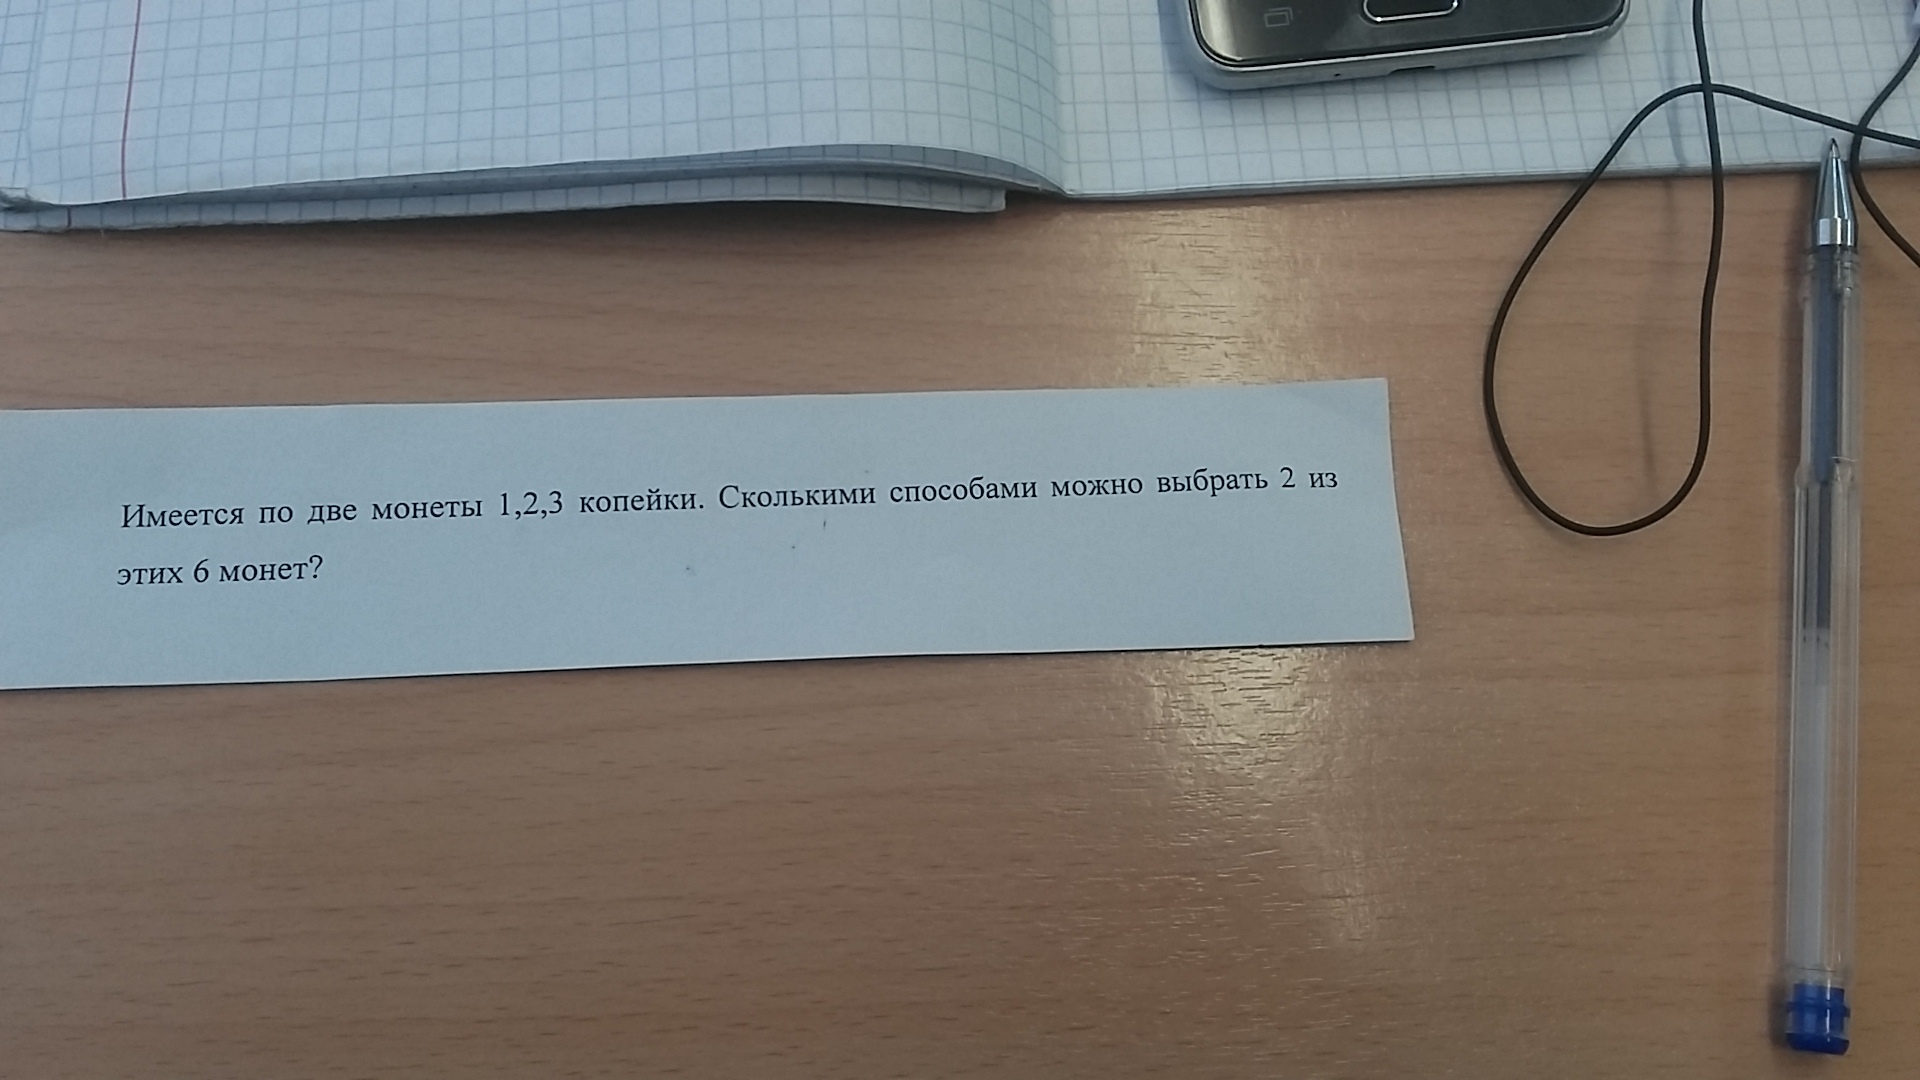 Имеется по две монеты 1,2,3 копейки. Сколькими способами можно выбрать 2 из
этих 6 монет?